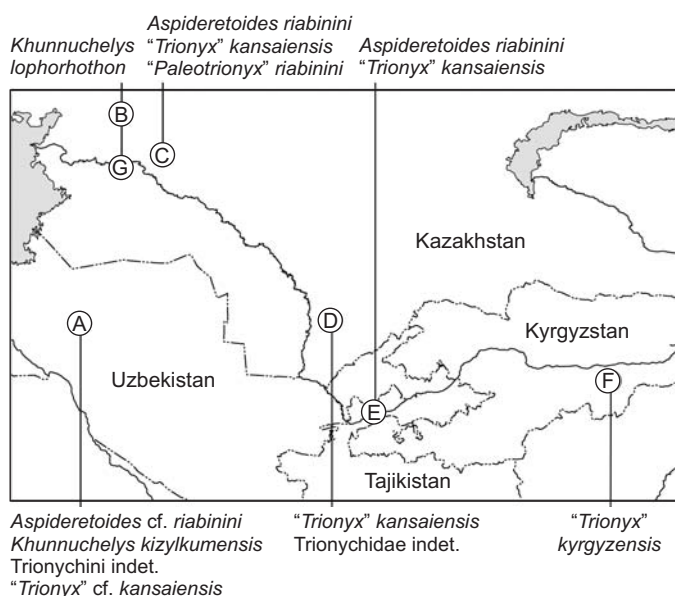 Khunnuchelys
lophorhothon
Aspideretoides riabinini
“Trionyx” kansaiensis
“Paleotrionyx” riabinini
Aspideretoides riabinini
“Trionyx” kansaiensis
B
G
C
Kazakhstan
A
D
Kyrgyzstan
Uzbekistan
F
E
Tajikistan
Aspideretoides cf. riabinini
Khunnuchelys kizylkumensis
Trionychini indet.
“Trionyx” cf. kansaiensis
“Trionyx” kansaiensis
Trionychidae indet.
“Trionyx”
kyrgyzensis